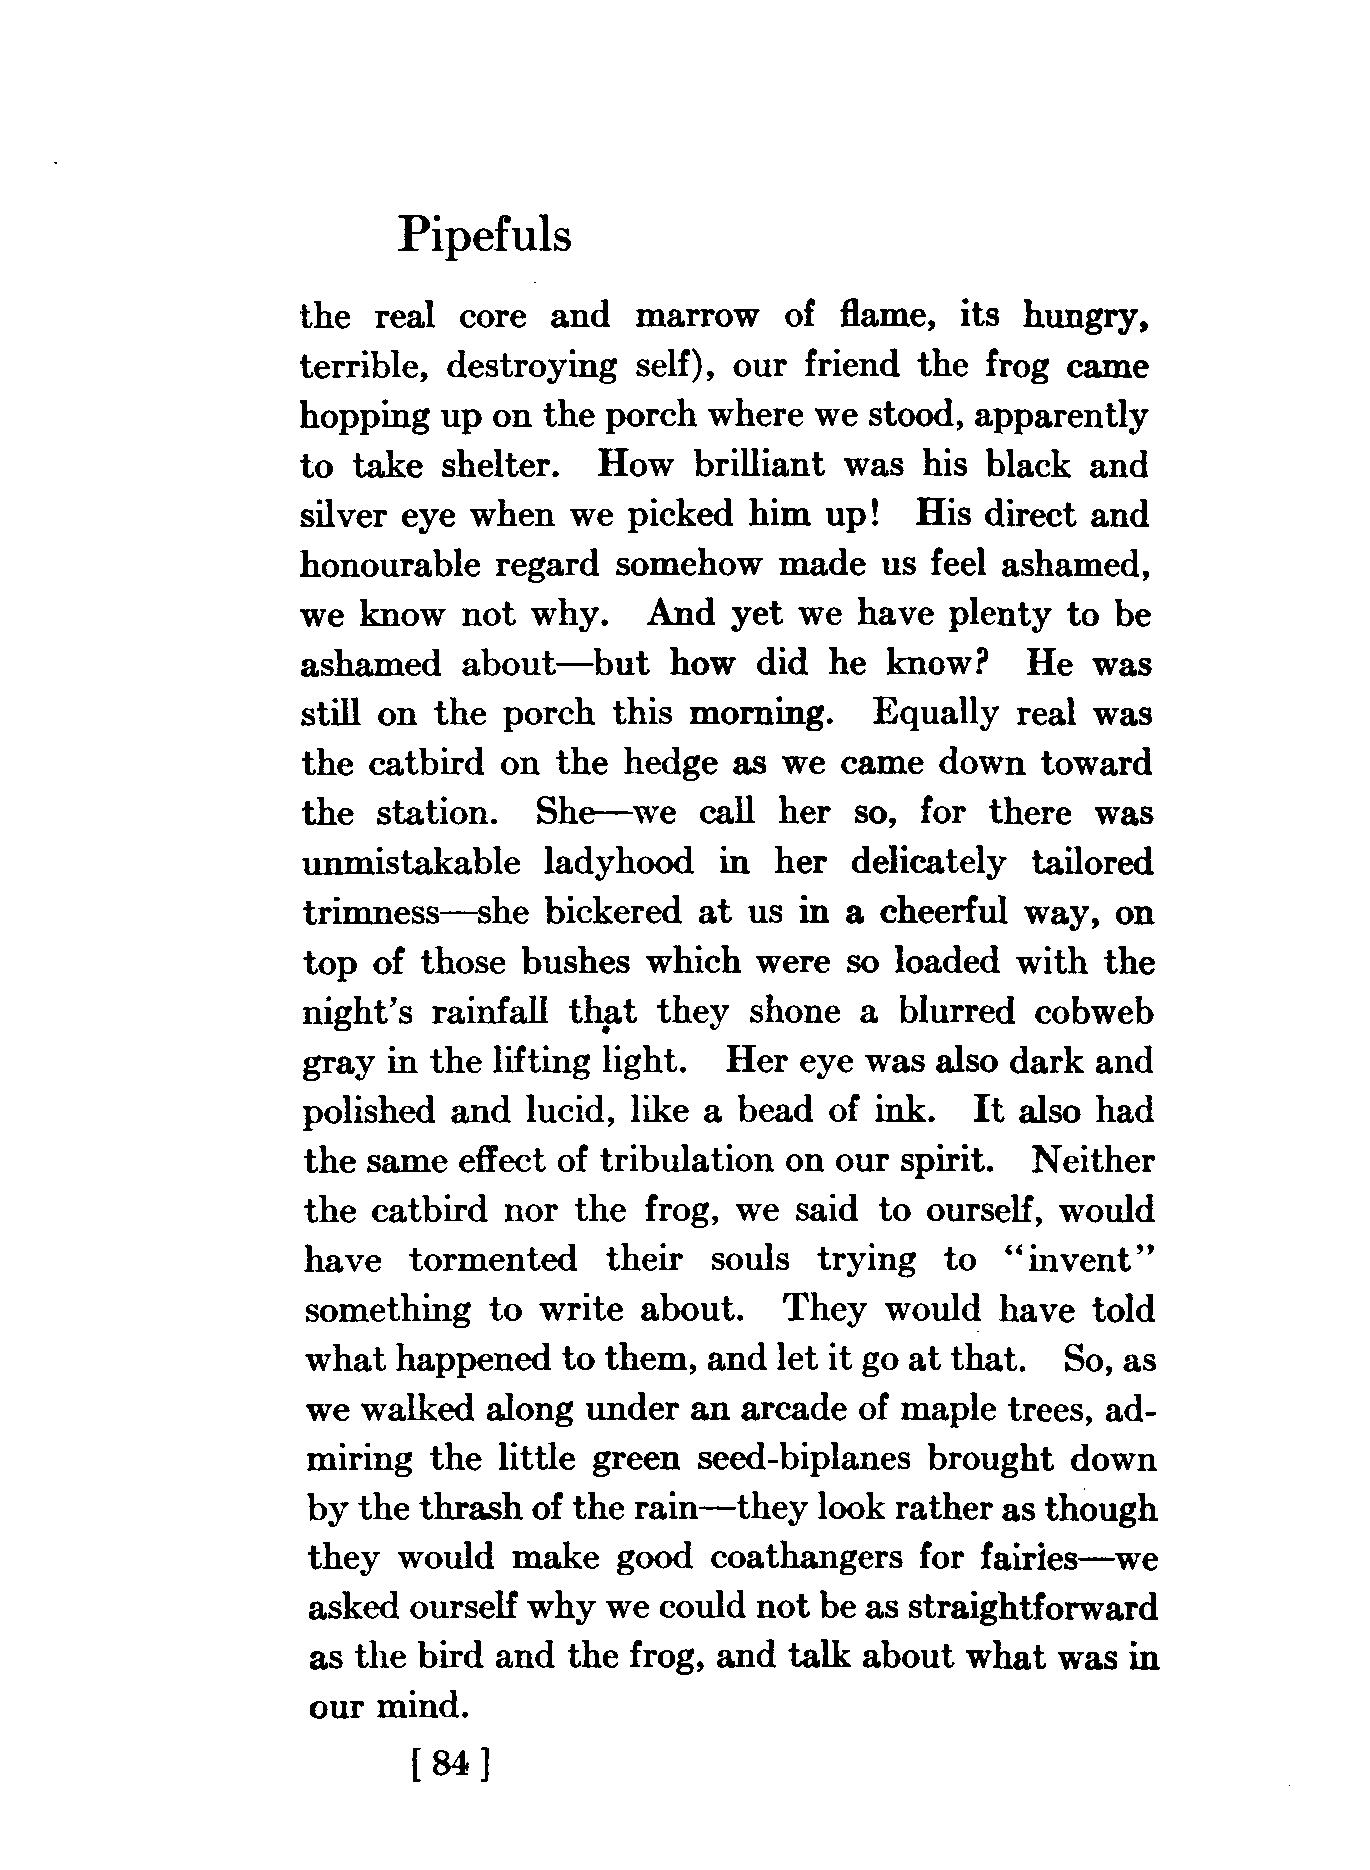 Pipefuls
the real core and marrow of flame, its hungry,
terrible, destroying self), our friend the frog came
hopping up on the porch where we stood, apparently
to take shelter. How brilliant was his black and
silver eye when we picked him up! His direct and
honourable regard somehow made us feel ashamed,
we know not why. And yet we have plenty to be
ashamed about—but how did he know? He was
still on the porch this morning. Equally real was
the catbird on the hedge as we came down toward
the station. She—we call her so, for there was
unmistakable ladyhood in her delicately tailored
trimness—she bickered at us in a cheerful way, on
top of those bushes which were so loaded with the
night's rainfall that they shone a blurred cobweb
gray in the lifting light. Her eye was also dark and
polished and lucid, like a bead of ink. It also had
the same effect of tribulation on our spirit. Neither
the catbird nor the frog, we said to ourself, would
have tormented their souls trying to “invent”
something to write about. They would have told
what happened to them, and let it go at that. So, as
we walked along under an arcade of maple trees, ad-
miring the little green seed-biplanes brought down
by the thrash of the rain—they look rather as though
they would make good coathangers for fairies—we
asked ourself why we could not be as straightforward
as the bird and the frog, and talk about what was in
our mind.
[ 84 ]